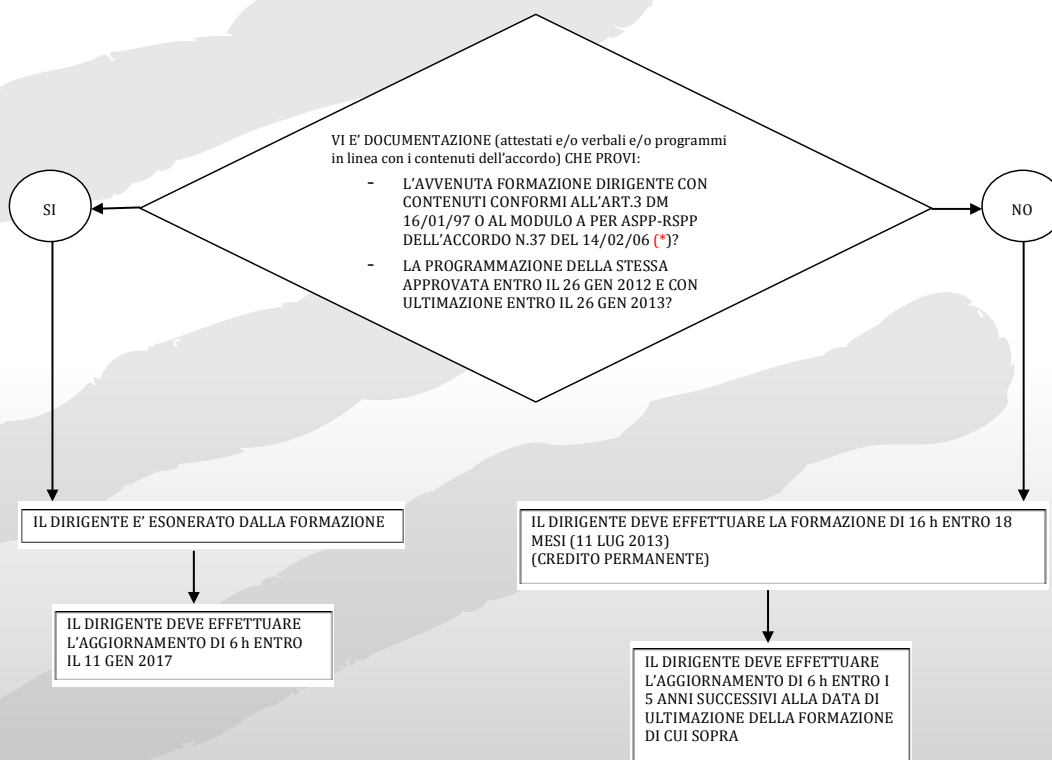 VI E’ DOCUMENTAZIONE (attestati e/o verbali e/o programmi
in linea con i contenuti dell’accordo) CHE PROVI:
- L’AVVENUTA FORMAZIONE DIRIGENTE CON
CONTENUTI CONFORMI ALL’ART.3 DM
16/01/97 O AL MODULO A PER ASPP-RSPP
DELL’ACCORDO N.37 DEL 14/02/06 (*)?
- LA PROGRAMMAZIONE DELLA STESSA
APPROVATA ENTRO IL 26 GEN 2012 E CON
ULTIMAZIONE ENTRO IL 26 GEN 2013?
SI
NO
IL DIRIGENTE E’ ESONERATO DALLA FORMAZIONE
IL DIRIGENTE DEVE EFFETTUARE
L’AGGIORNAMENTO DI 6 h ENTRO
IL 11 GEN 2017
IL DIRIGENTE DEVE EFFETTUARE LA FORMAZIONE DI 16 h ENTRO 18
MESI (11 LUG 2013)
(CREDITO PERMANENTE)
IL DIRIGENTE DEVE EFFETTUARE
L’AGGIORNAMENTO DI 6 h ENTRO I
5 ANNI SUCCESSIVI ALLA DATA DI
ULTIMAZIONE DELLA FORMAZIONE
DI CUI SOPRA